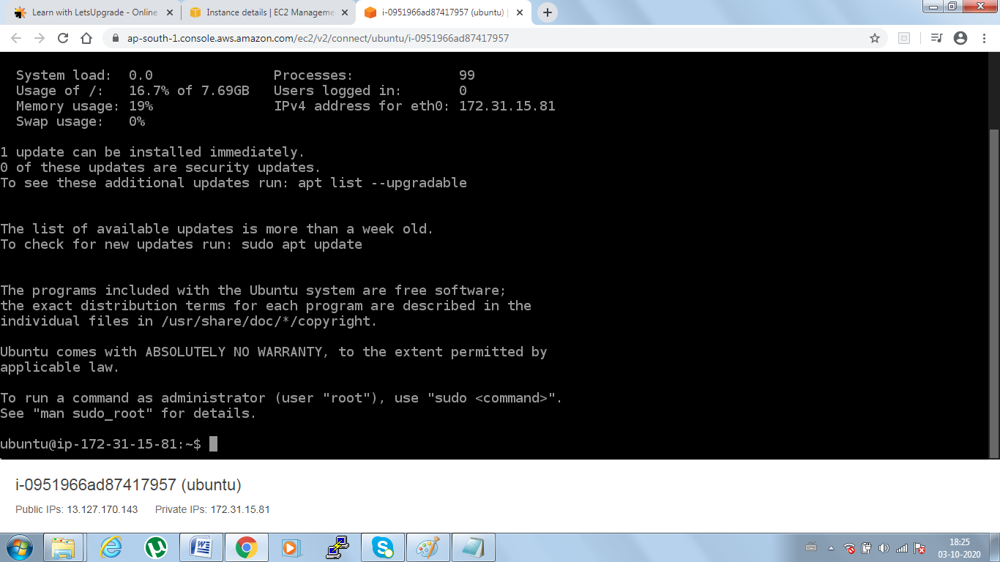 Learn with LetsUpgrade - Online
Instance details | EC2 Manageme
i-0951966ad87417957 (ubuntu) |
ap-south-1.console.aws.amazon.com/ec2/v2/connect/ubuntu/i-0951966ad87417957
System load: 0.0 Processes: 99
Usage of /: 16.7% of 7.69GB Users logged in: 0
Memory usage: 19% IPv4 address for eth0: 172.31.15.81
Swap usage: 0%
1 update can be installed immediately.
0 of these updates are security updates.
To see these additional updates run: apt list --upgradable
The list of available updates is more than a week old.
To check for new updates run: sudo apt update
The programs included with the Ubuntu system are free software;
the exact distribution terms for each program are described in the
individual files in /usr/share/doc/*/copyright.
Ubuntu comes with ABSOLUTELY NO WARRANTY, to the extent permitted by
applicable law.
To run a command as administrator (user "root"), use "sudo <command>".
See "man sudo_root" for details.
ubuntu@ip-172-31-15-81:~$
i-0951966ad87417957 (ubuntu)
Public IPs: 13.127.170.143 Private IPs: 172.31.15.81
18:25
03-10-2020